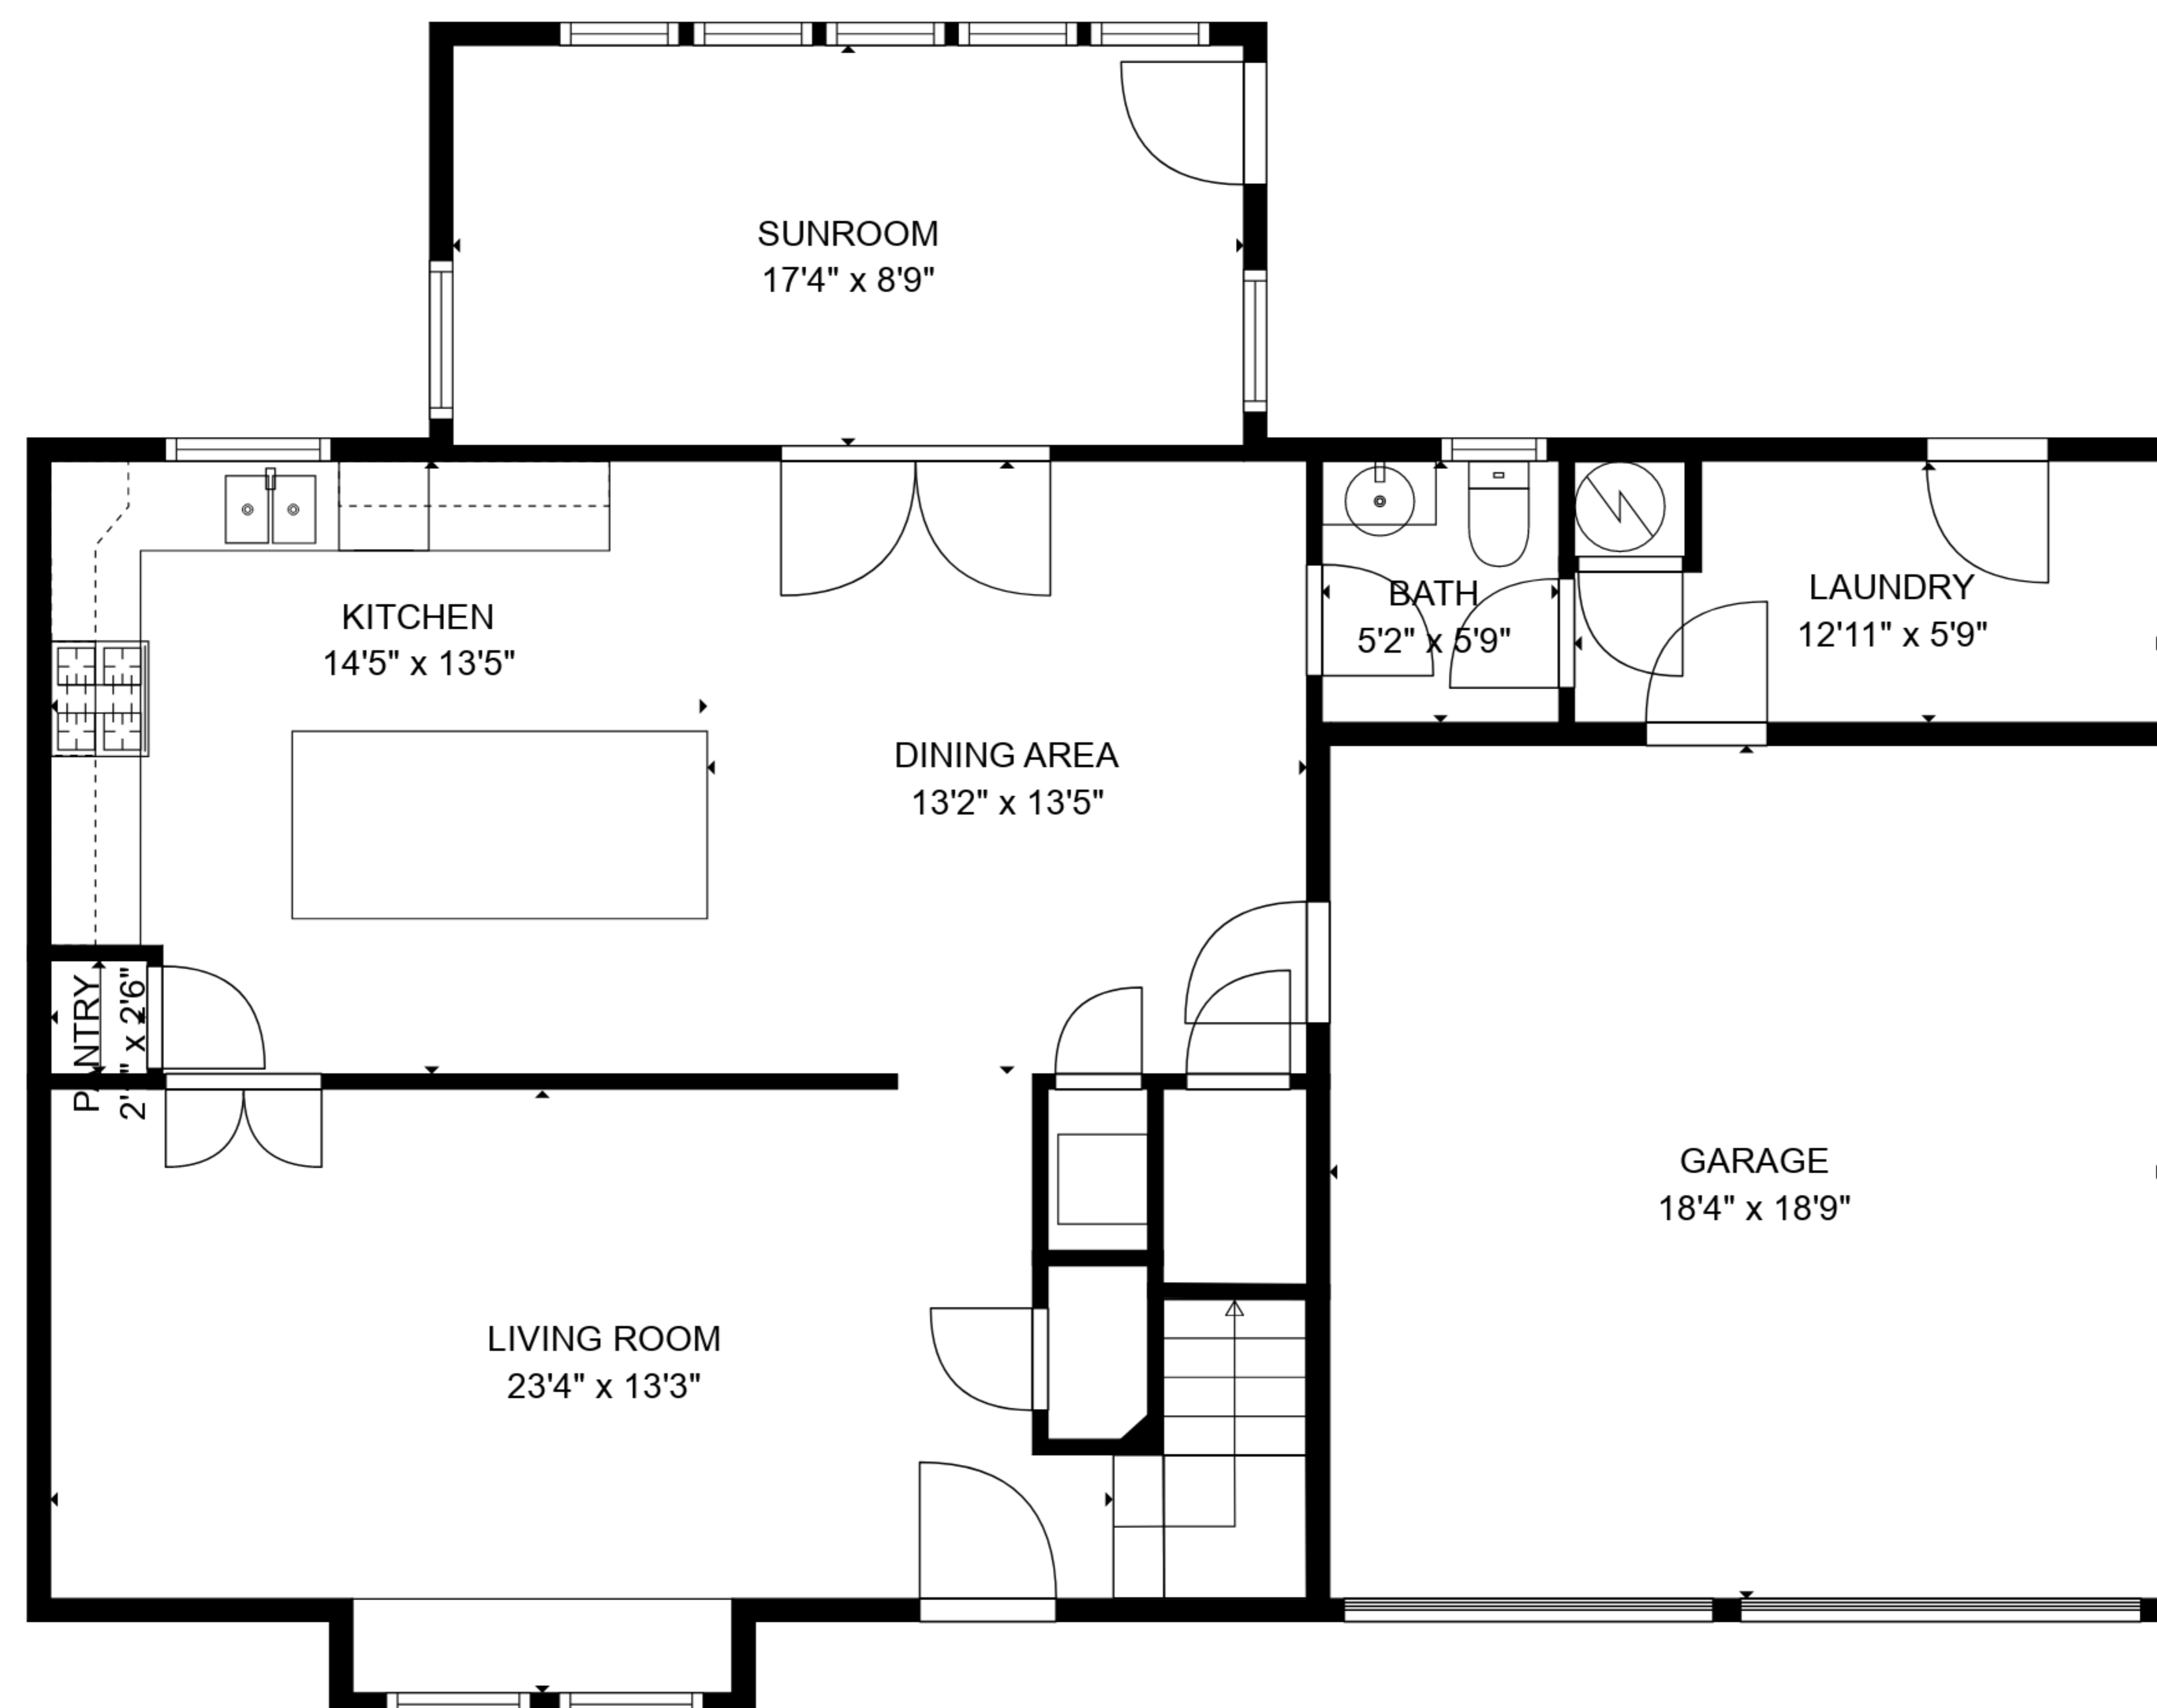 SUNROOM
17'4" x 8'9"
KITCHEN
14'5" x 13'5"
BATH
5'2" x 5'9"
LAUNDRY
12'11" x 5'9"
DINING AREA
13'2" x 13'5"
PANTRY
x 2'6"
GARAGE
18'4" x 18'9"
LIVING ROOM
23'4" x 13'3"